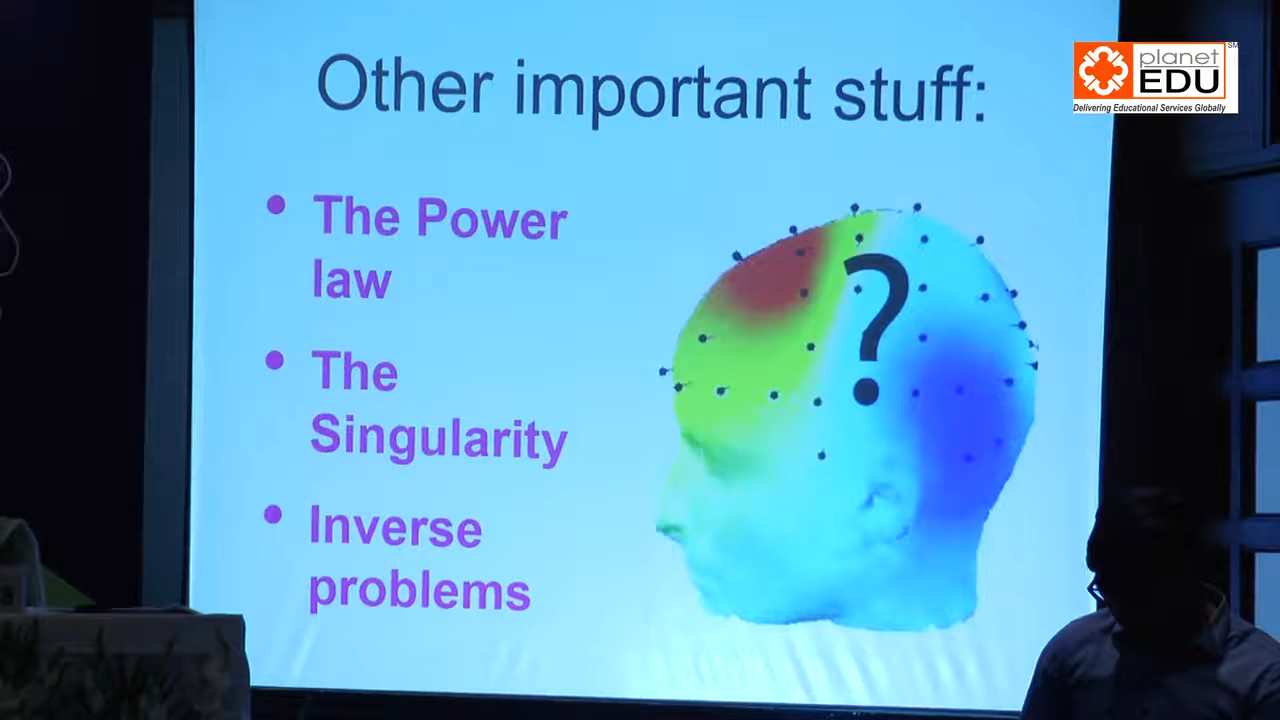 Other important stuff:
• The Power
law
• The
Singularity
• Inverse
problems
?
planet SM
EDU
Delivering Educational Services Globally